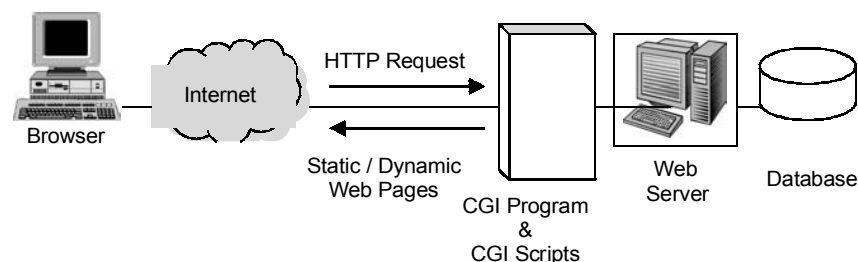 HTTP Request
Internet
Browser
Static / Dynamic
Web Pages
CGI Program
&
CGI Scripts
Web
Server
Database